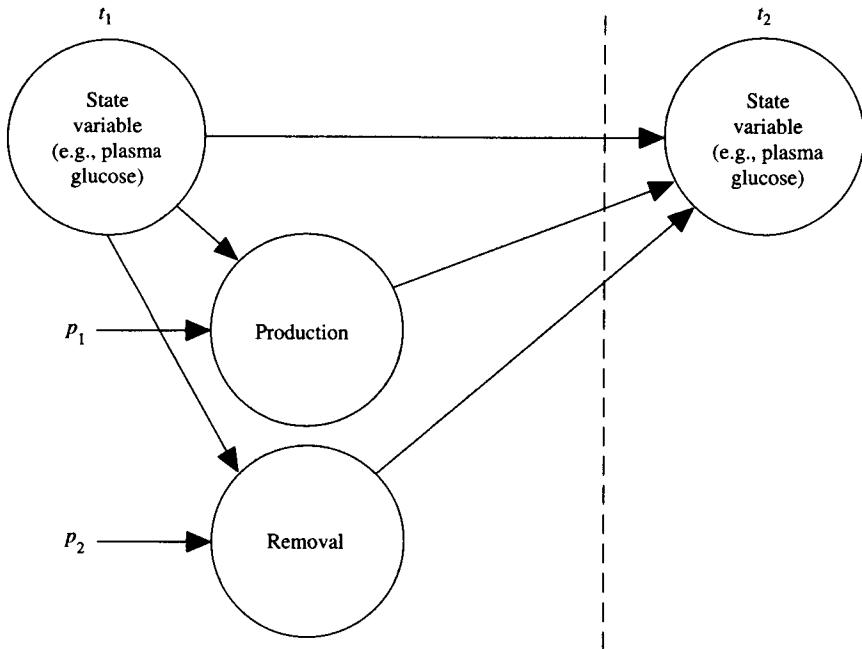 t1
t2
State
variable
(e.g., plasma
glucose)
State
variable
(e.g., plasma
glucose)
p1
Production
p2
Removal